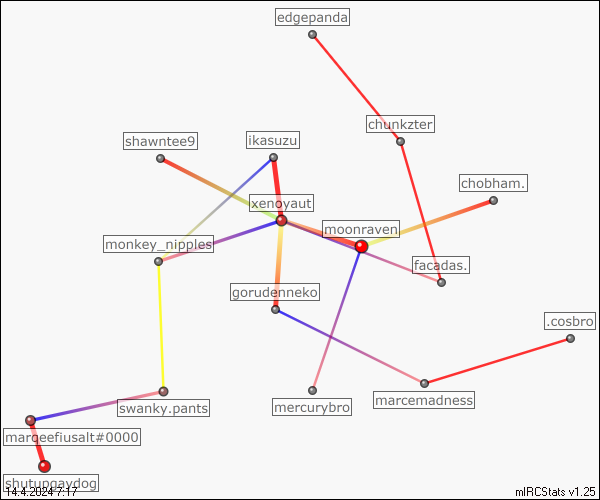 edgepanda
chunkzter
shawntee9
ikasuzu
chobham.
xenoyaut
moonraven
monkey_nipples
facadas.
gorudenneko
.cosbro
marcemadness
swanky.pants
mercurybro
marqeefiusalt#0000
shutupgaydog
14.4.2024 7:17
mIRCStats v1.25